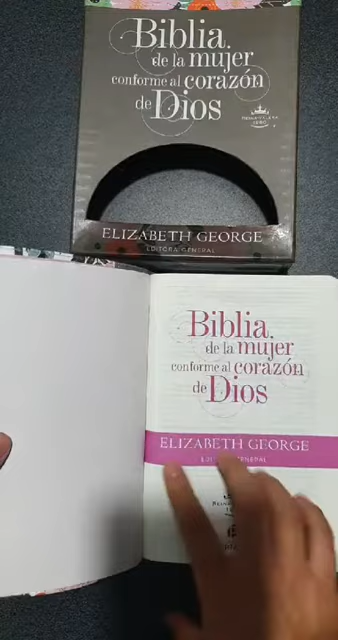 Biblia
de la mujer
conforme al corazón
de Dios
ELIZABETH GEORGE
EDITORA GENERAL
Biblia
de la mujer
conforme al corazón
de Dios
ELIZABETH GEORGE